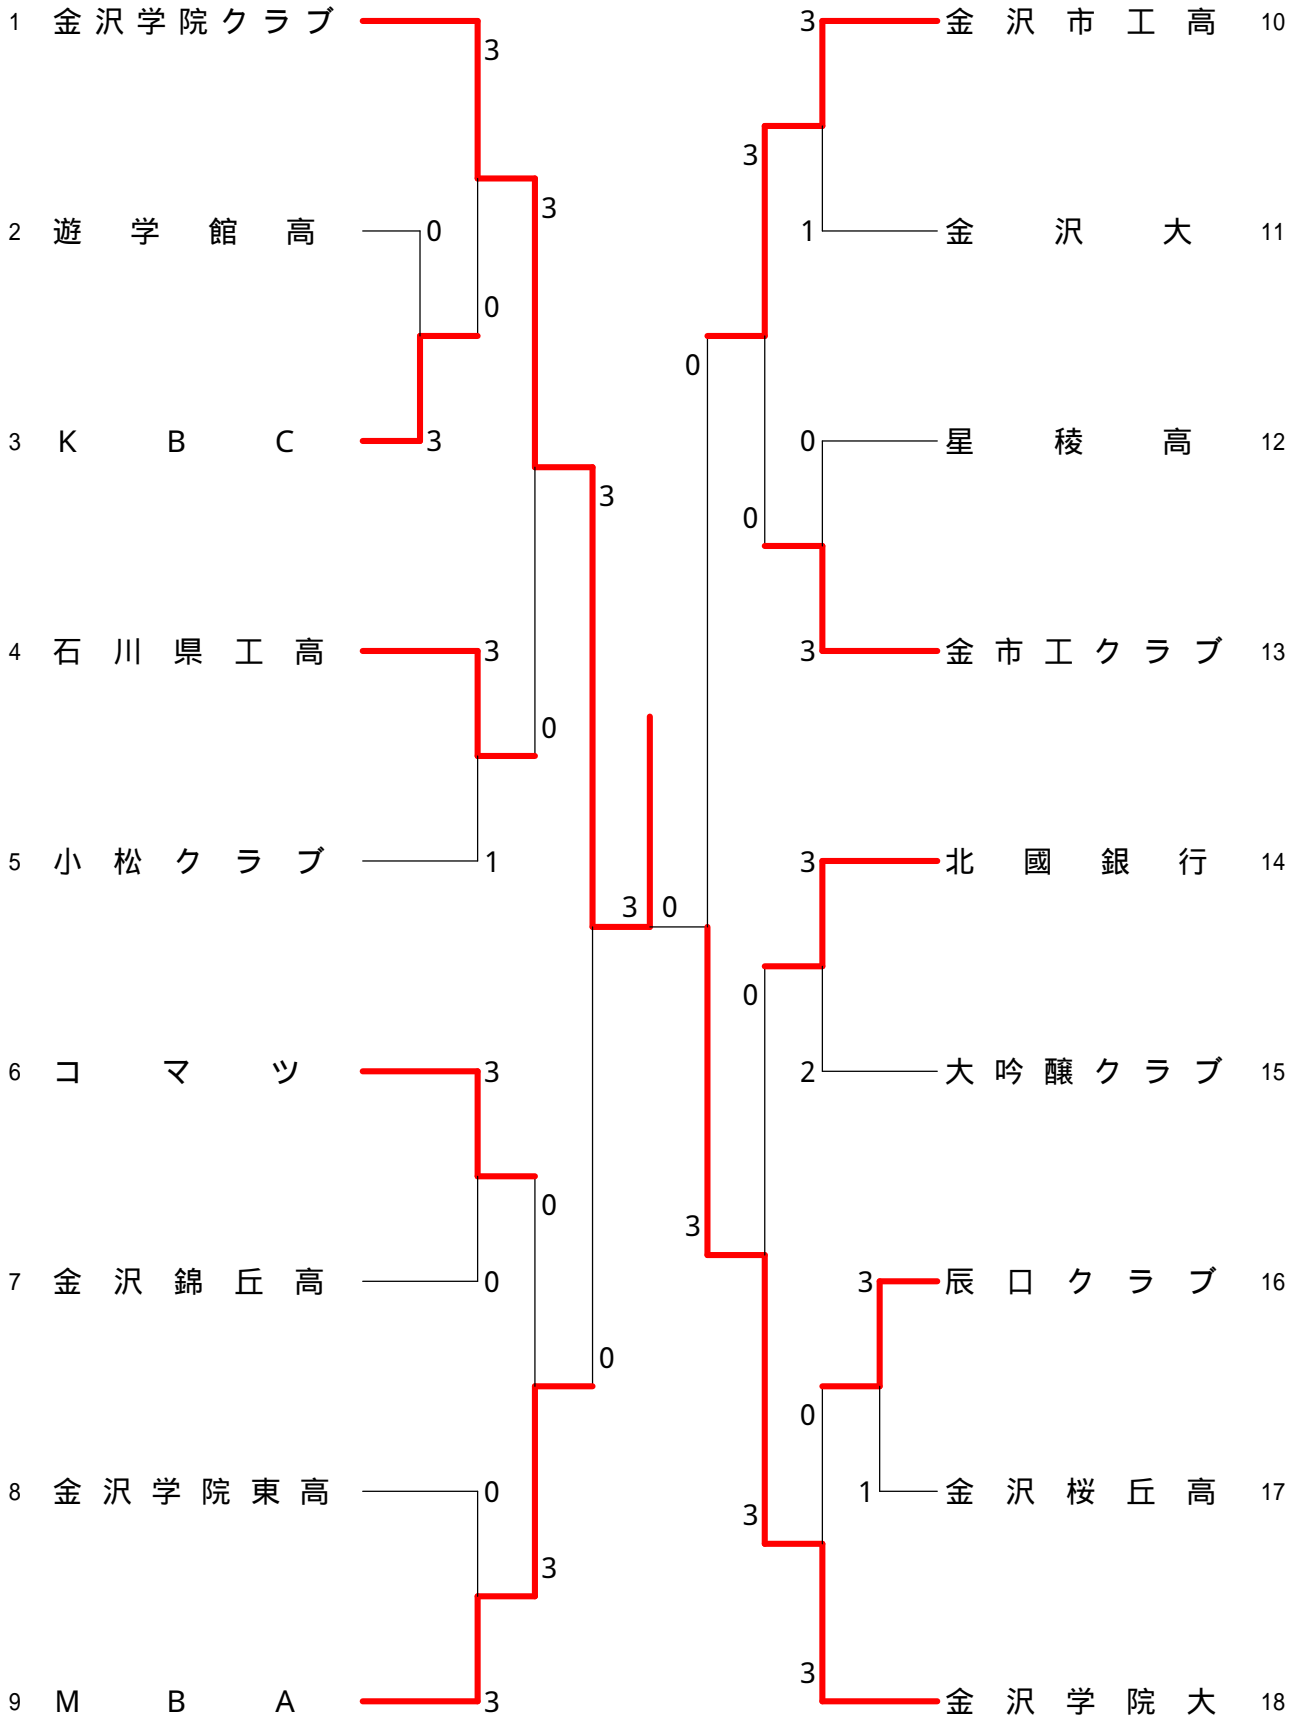 1 金沢学院クラブ
3
2 遊学館高
0
3
0
3 KBC
3
3
4 石川県工高
3
0
5 小松クラブ
1
3 0
6 コマツ
3
0
7 金沢錦丘高
0
0
8 金沢学院東高
0
3
9 MBA
3
3
金沢市工高 10
3
1
金沢大 11
0
0
星稜高 12
0
3
金市工クラブ 13
3
北國銀行 14
0
2
大吟醸クラブ 15
3
3
辰口クラブ 16
0
1
金沢桜丘高 17
3
3
金沢学院大 18